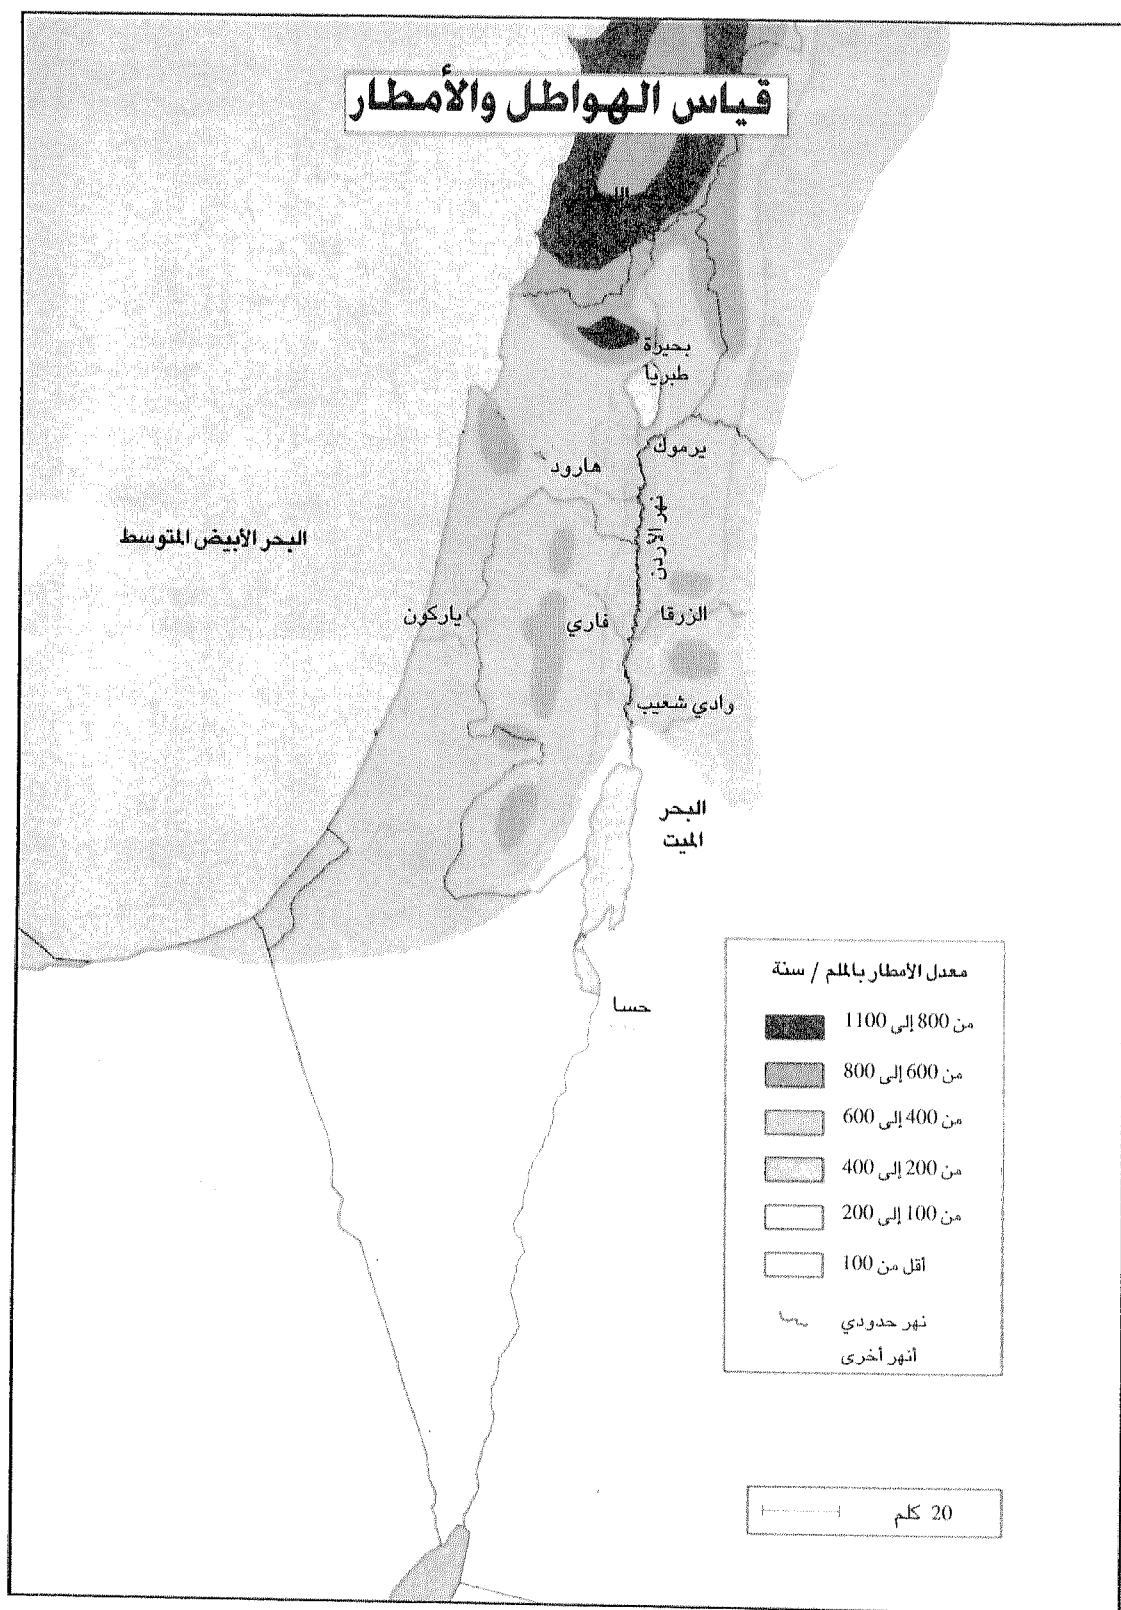 قياس الهواطل والأمطار
بحيرة
طبريا
يرموك
هارود
نهر الأردن
البحر الأبيض المتوسط
ياركون
فاري
الزرقا
وادي شعيب
البحر
الميت
حسا
معدل الأمطار بالملم / سنة
من 800 إلى 1100
من 600 إلى 800
من 400 إلى 600
من 200 إلى 400
من 100 إلى 200
أقل من 100
نهر حدودي
أنهر أخرى
20 كلم